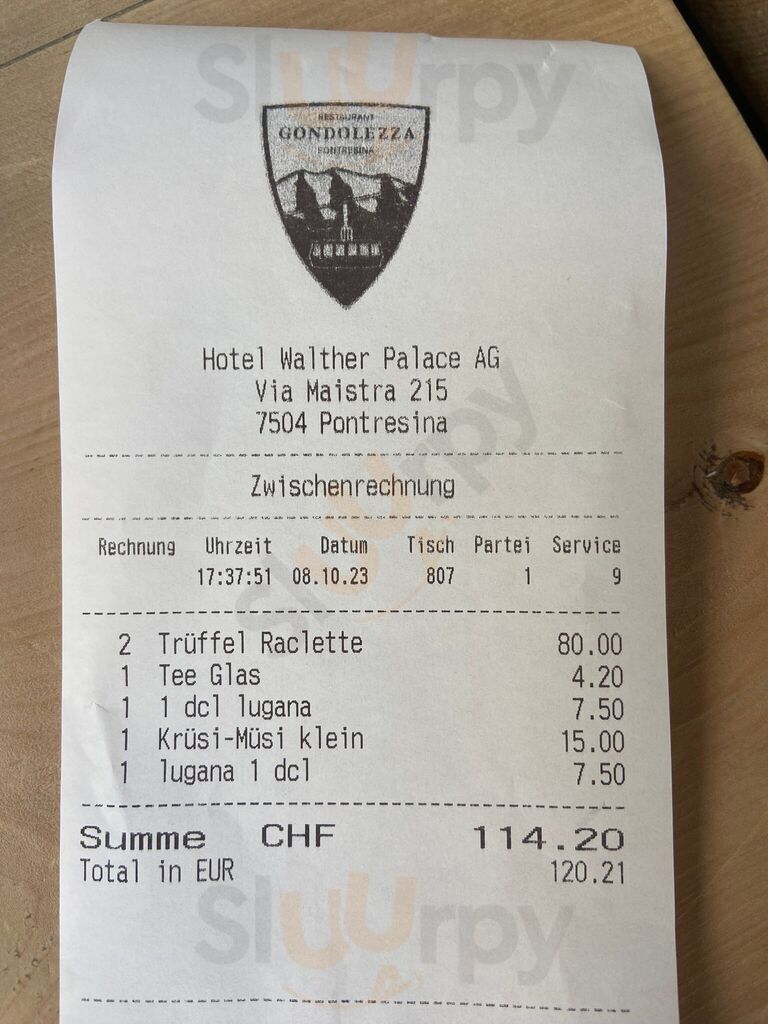 Sluurpy
RESTAURANT
GONDOLEZZA
PONTRESINA
Hotel Walther Palace AG
Via Maistra 215
7504 Pontresina
Sluurpy
Zwischenrechnung
Rechnung Uhrzeit Datum Tisch Partei Service
17:37:51 08.10.23 807 1 9
2 Trüffel Raclette 80.00
1 Tee Glas 4.20
1 1 dcl lugana 7.50
1 Krüsi-Müsi klein 15.00
1 lugana 1 dcl 7.50
Summe CHF 114.20
Total in EUR 120.21
Sluurpy